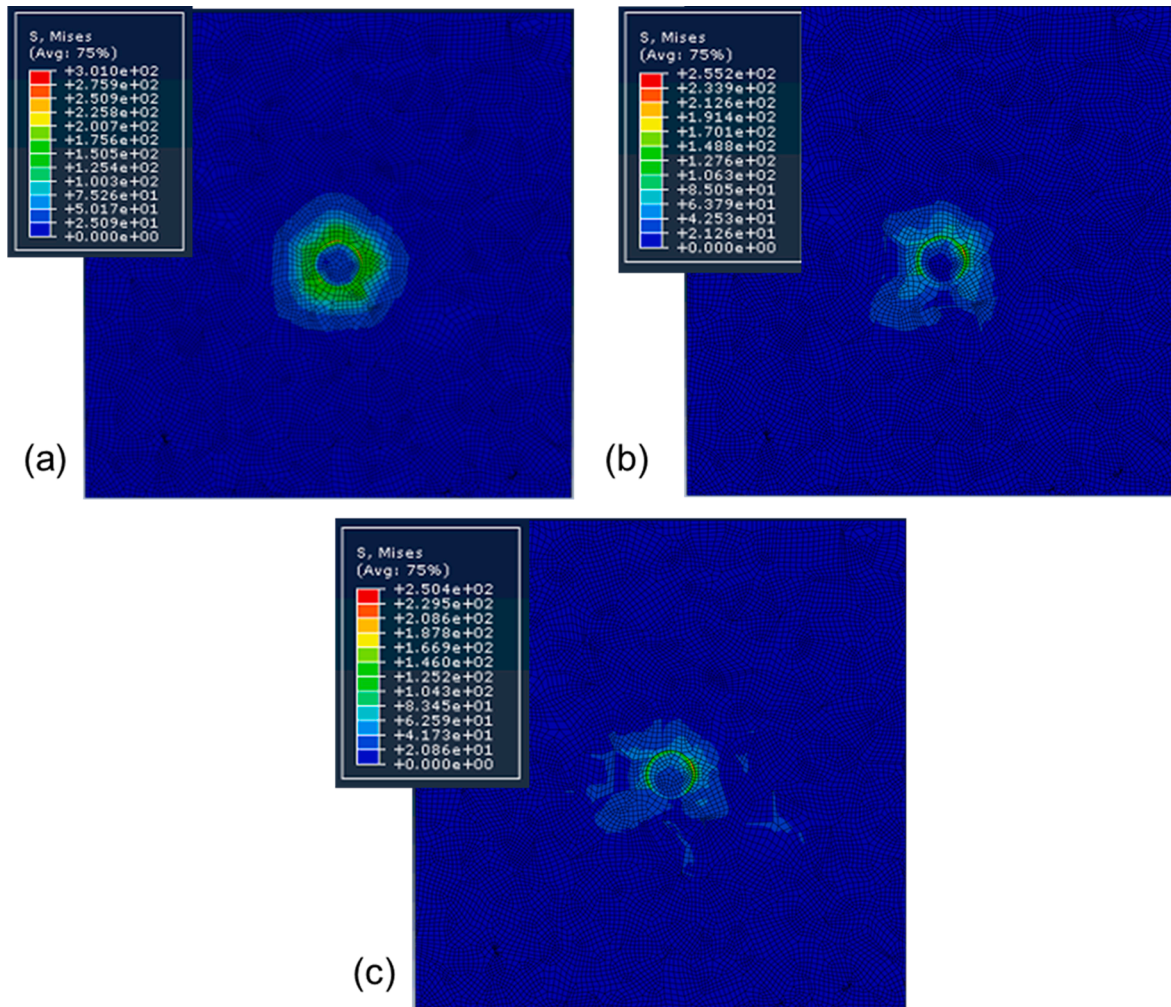 S, Mises
(Avg: 75%)
+3.010e+02
+2.759e+02
+2.509e+02
+2.258e+02
+2.007e+02
+1.756e+02
+1.505e+02
+1.254e+02
+1.003e+02
+7.526e+01
+5.017e+01
+2.509e+01
+0.000e+00
(a)
S, Mises
(Avg: 75%)
+2.552e+02
+2.339e+02
+2.126e+02
+1.914e+02
+1.701e+02
+1.488e+02
+1.276e+02
+1.063e+02
+8.505e+01
+6.379e+01
+4.253e+01
+2.126e+01
+0.000e+00
(b)
S, Mises
(Avg: 75%)
+2.504e+02
+2.295e+02
+2.086e+02
+1.878e+02
+1.669e+02
+1.460e+02
+1.252e+02
+1.043e+02
+8.345e+01
+6.259e+01
+4.173e+01
+2.086e+01
+0.000e+00
(c)